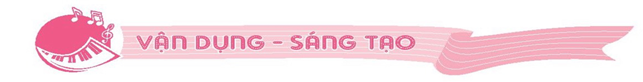 VẬN DỤNG - SÁNG TẠO